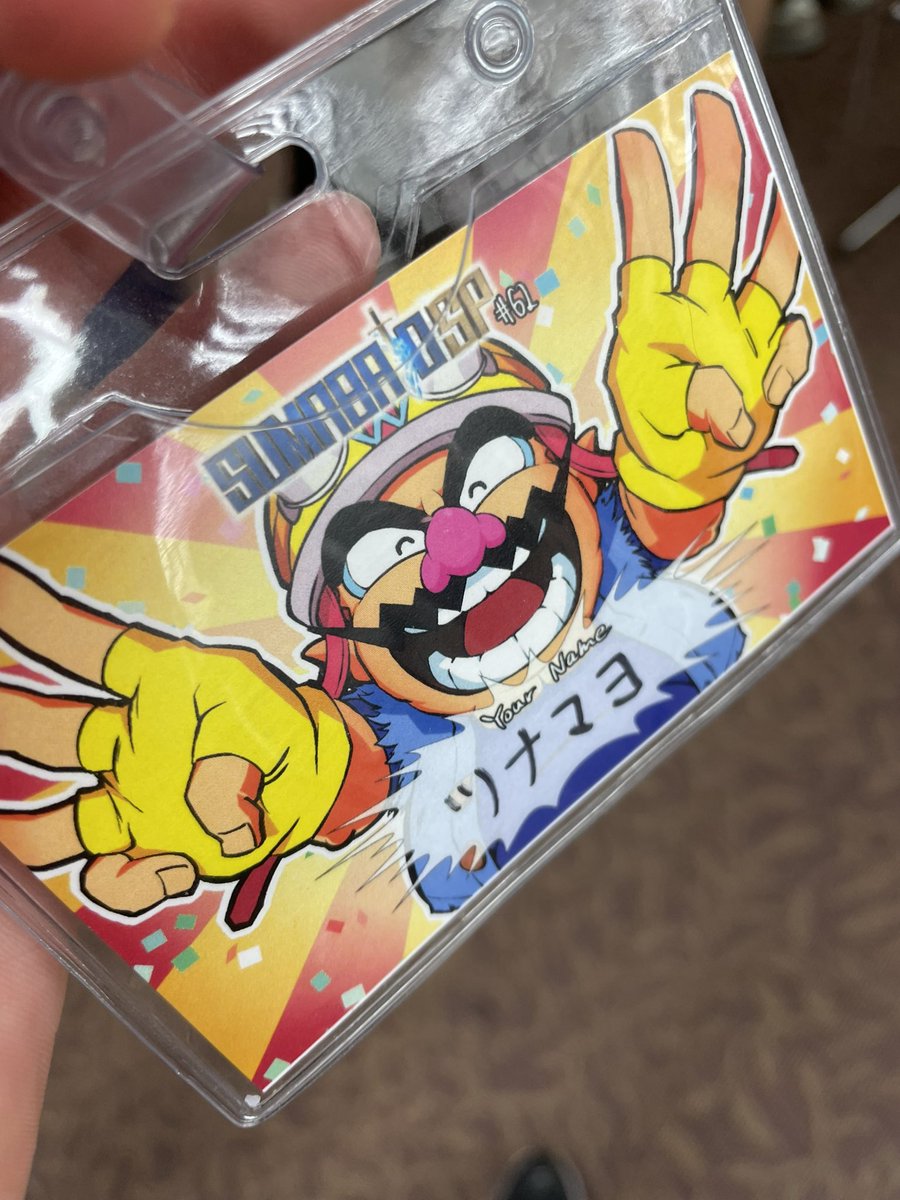 SUMABATO SP
#61
W
Your Name
ツナマヨ